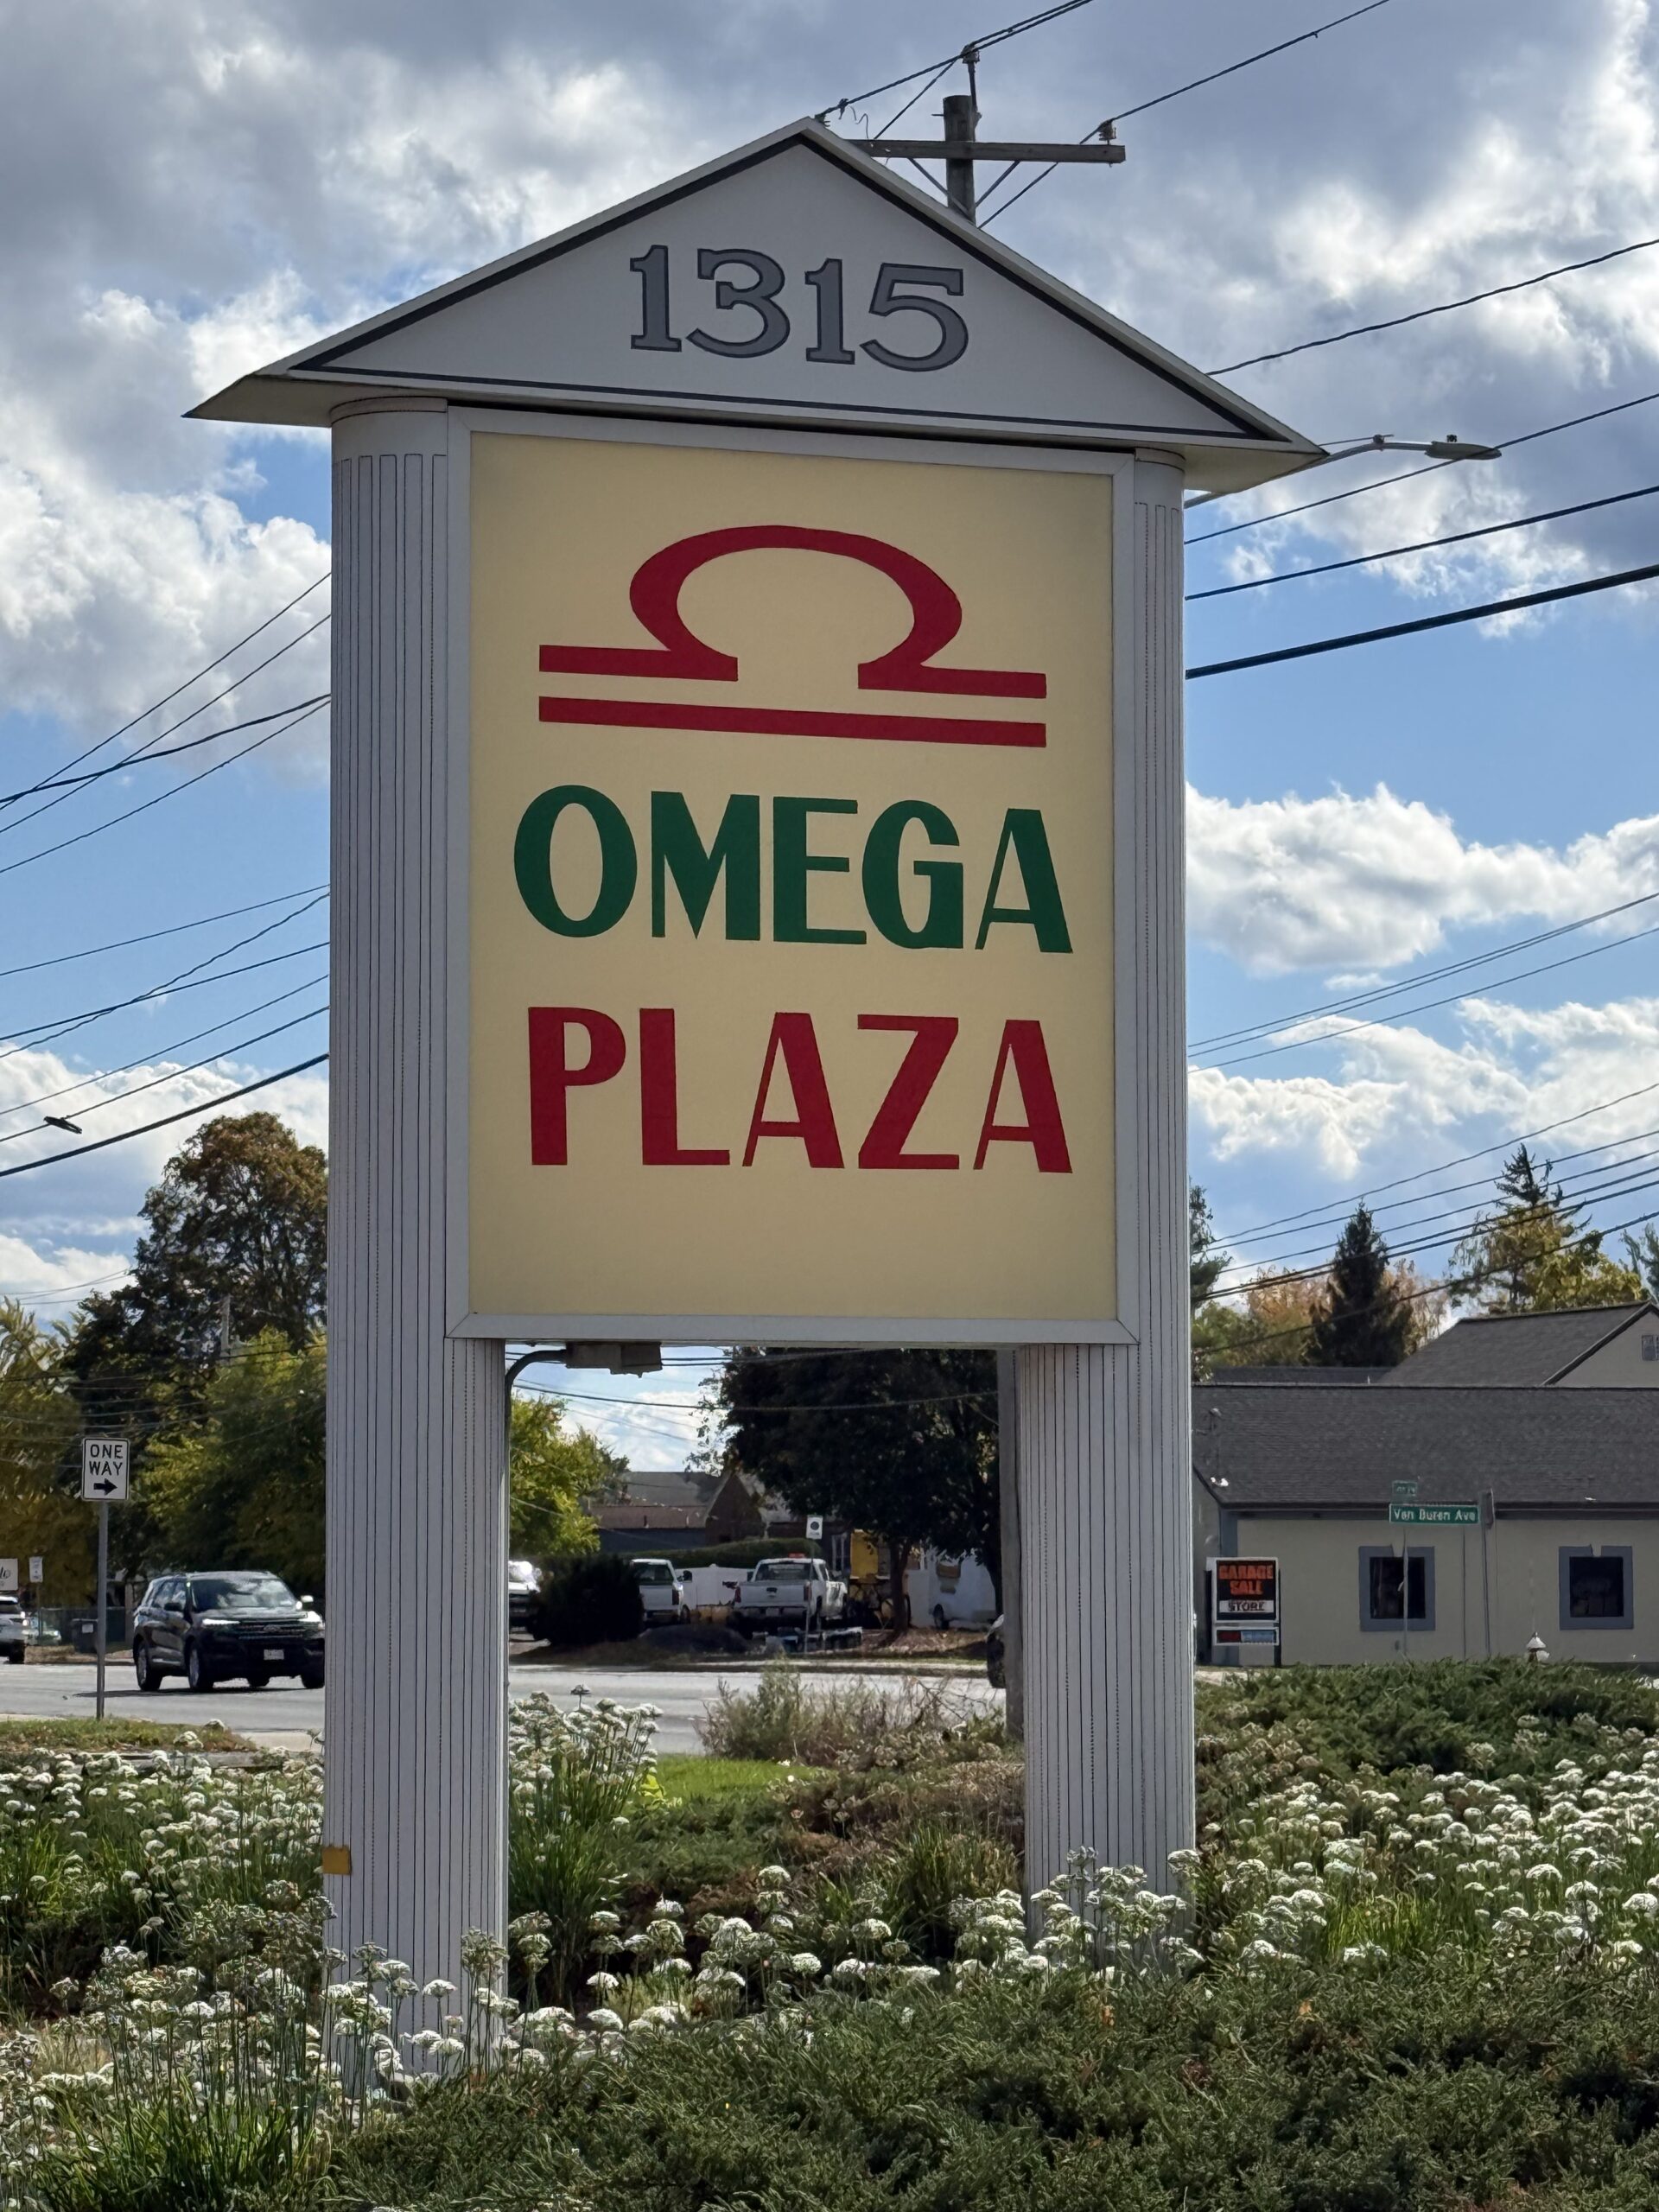 1315
OMEGA
PLAZA
ONE
WAY
Van Buren Ave
GARAGE
SALE
STORE